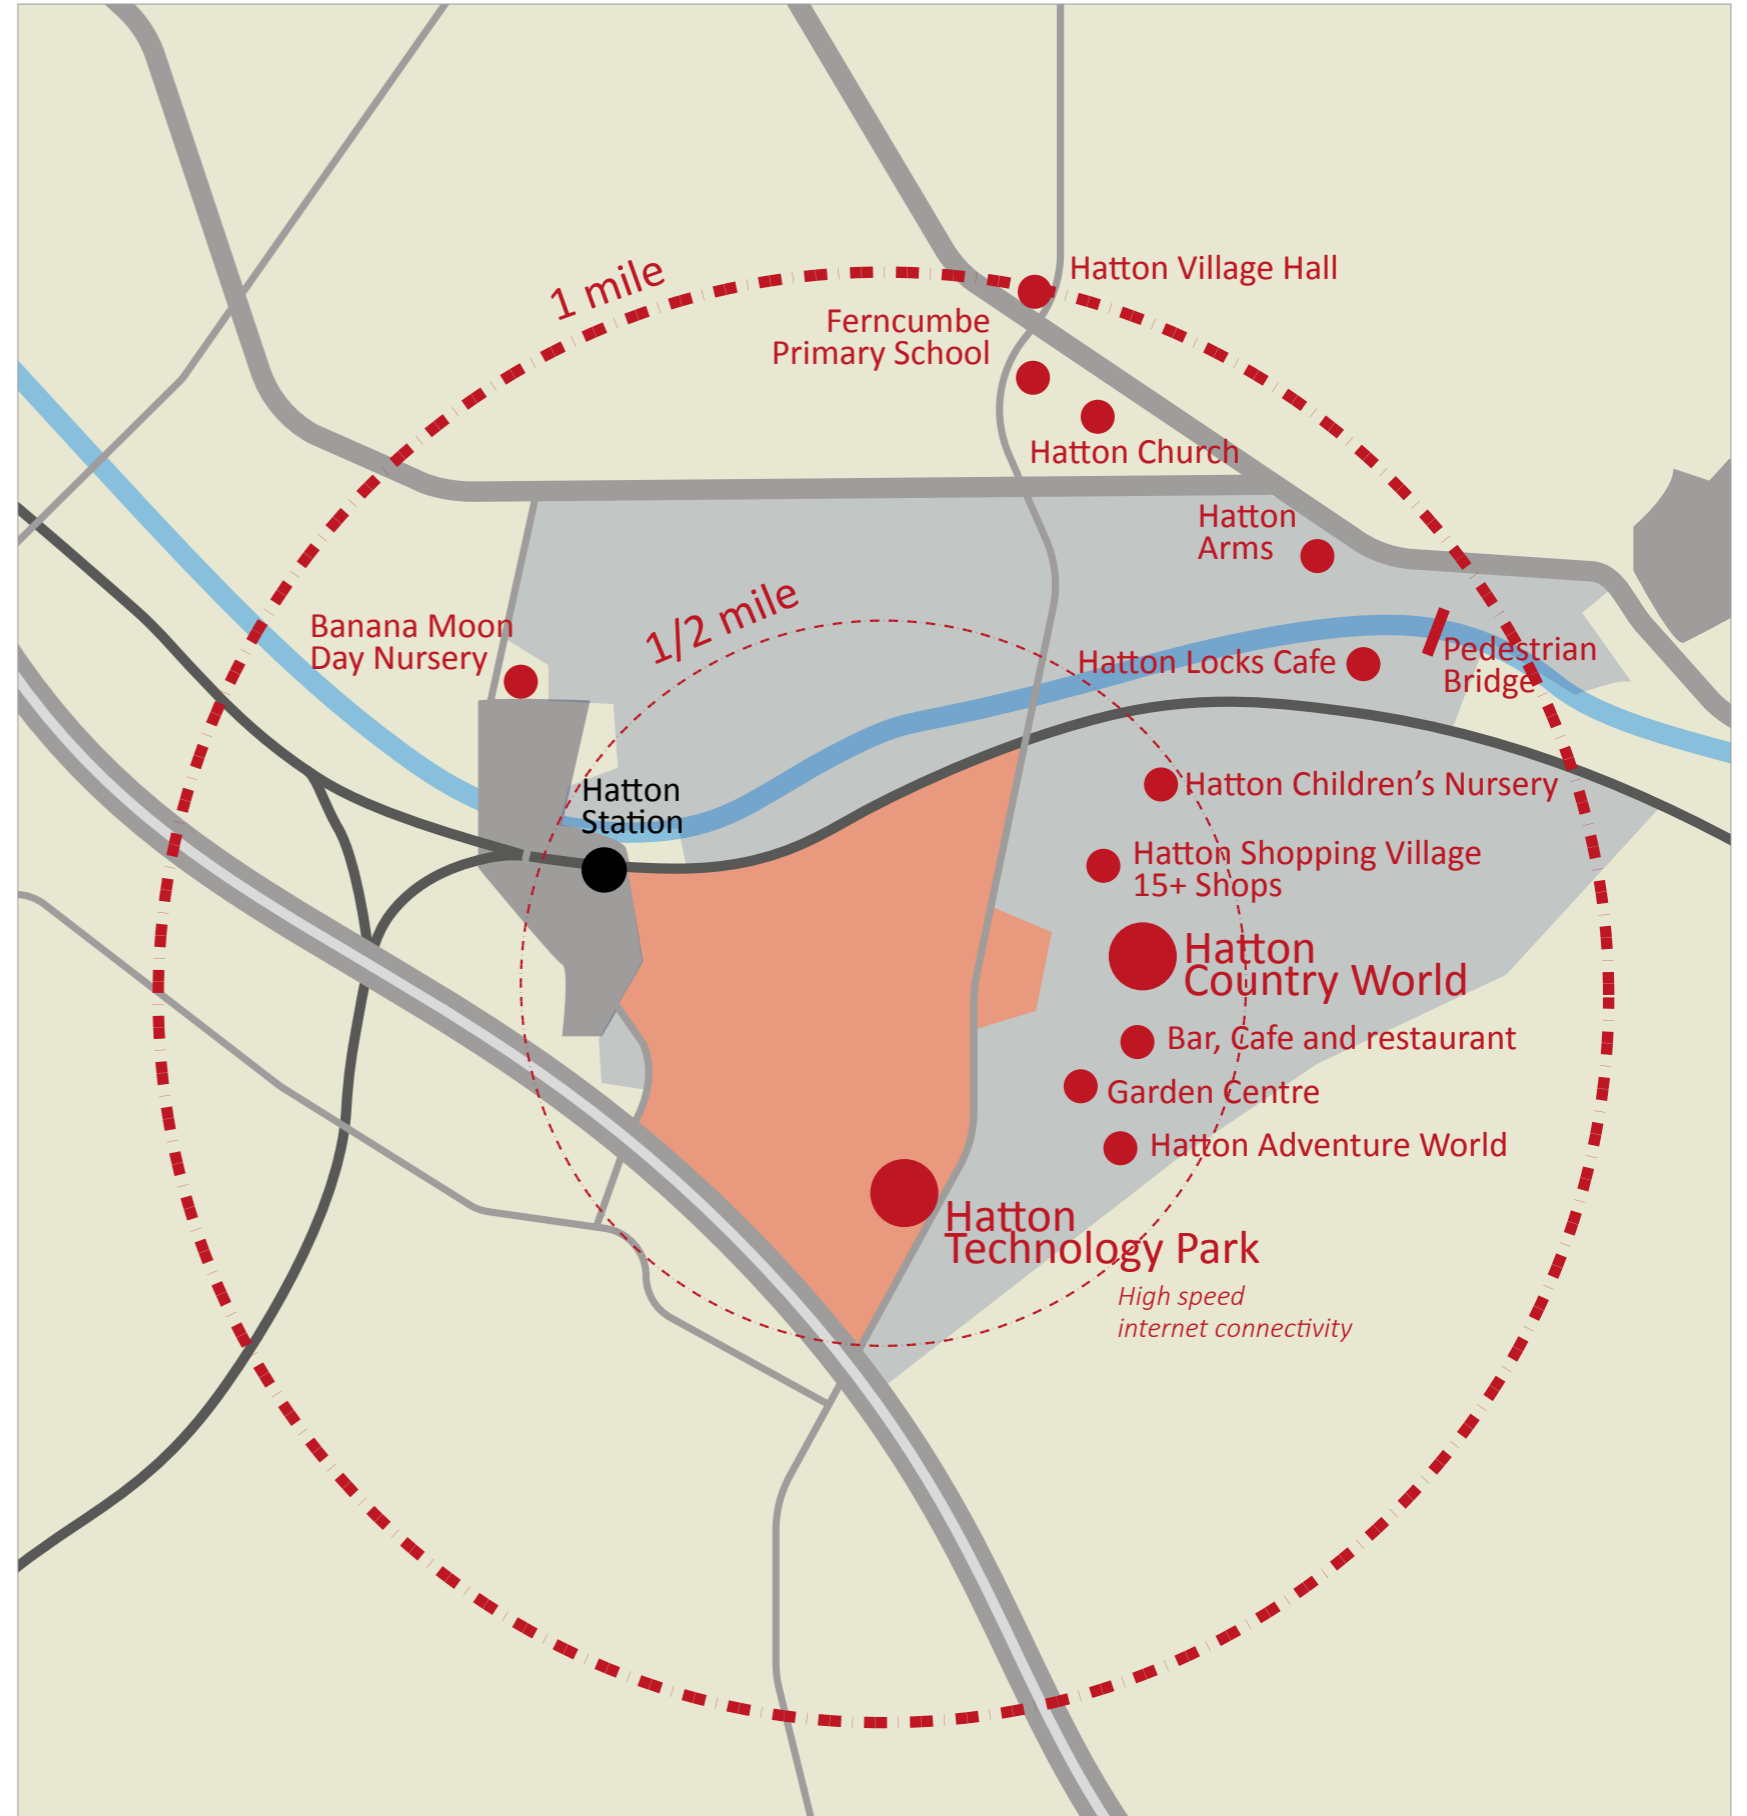 1 mile
Hatton Village Hall
Ferncumbe
Primary School
Hatton Church
Hatton
Arms
1/2 mile
Banana Moon
Day Nursery
Hatton Locks Cafe
Pedestrian
Bridge
Hatton
Station
Hatton Children’s Nursery
Hatton Shopping Village
15+ Shops
Hatton
Country World
Bar, Cafe and restaurant
Garden Centre
Hatton Adventure World
Hatton
Technology Park
High speed
internet connectivity